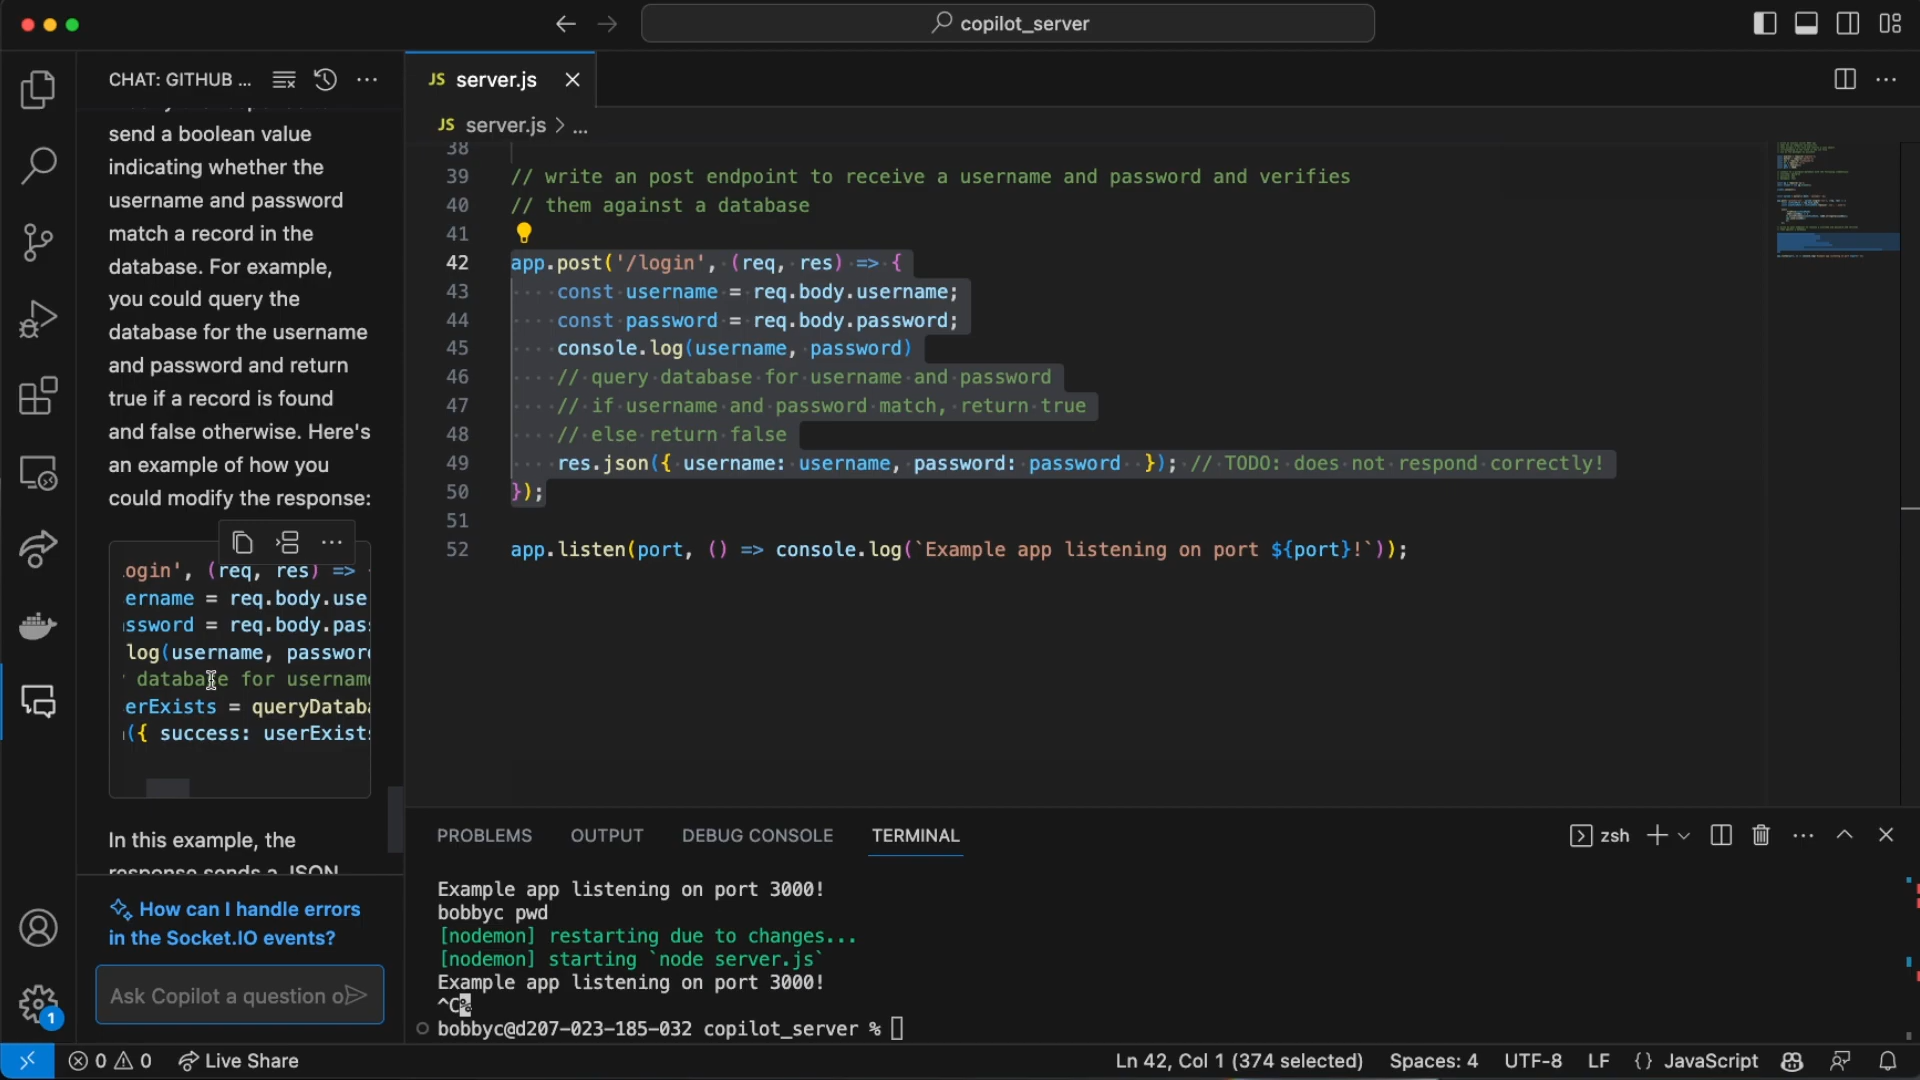 copilot_server
CHAT: GITHUB ...
send a boolean value
indicating whether the
username and password
match a record in the
database. For example,
you could query the
database for the username
and password and return
true if a record is found
and false otherwise. Here's
an example of how you
could modify the response:
ogin', (req, res) =>
ername = req.body.use
ssword = req.body.pas
log(username, passwor
database for usernam
erExists = queryDatab
({ success: userExist
In this example, the
response sends a JSON
How can I handle errors
in the Socket.IO events?
Ask Copilot a question o
JS server.js
JS server.js > ...
38
39 // write an post endpoint to receive a username and password and verifies
40 // them against a database
41
42 app.post('/login', (req, res) => {
43 const username = req.body.username;
44 const password = req.body.password;
45 console.log(username, password)
46 // query database for username and password
47 // if username and password match, return true
48 // else return false
49 res.json({ username: username, password: password }); // TODO: does not respond correctly!
50 });
51
52 app.listen(port, () => console.log(`Example app listening on port ${port}!`));
PROBLEMS OUTPUT DEBUG CONSOLE TERMINAL
zsh
Example app listening on port 3000!
bobbyc pwd
[nodemon] restarting due to changes...
[nodemon] starting `node server.js`
Example app listening on port 3000!
^C%
bobbyc@d207-023-185-032 copilot_server %
1
0 0 Live Share
Ln 42, Col 1 (374 selected) Spaces: 4 UTF-8 LF {} JavaScript